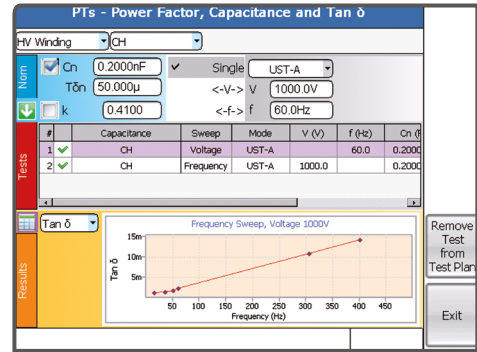 PTs - Power Factor, Capacitance and Tan δ
HV Winding CH
Nom
Cn 0.2000nF Single UST-A
Tδn 50.000µ <-V-> V 1000.0V
k 0.4100 <-f-> f 60.0Hz
Tests
# Capacitance Sweep Mode V (V) f (Hz) Cn (F
1 CH Voltage UST-A 60.0 0.2000
2 CH Frequency UST-A 1000.0 0.2000
Results
Tan δ
Frequency Sweep, Voltage 1000V
15m
10m
5m
Tan δ
50 100 150 200 250 300 350 400 450
Frequency (Hz)
Remove
Test
from
Test Plan
Exit